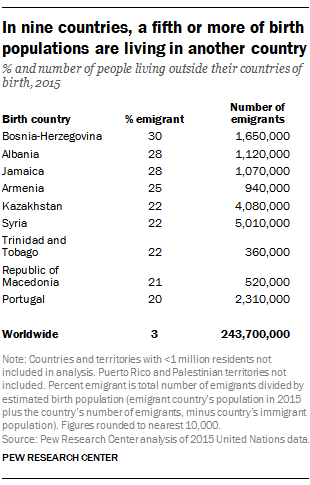 In nine countries, a fifth or more of birth
populations are living in another country
% and number of people living outside their countries of
birth, 2015
Number of
Birth country % emigrant emigrants
Bosnia-Herzegovina 30 1,650,000
Albania 28 1,120,000
Jamaica 28 1,070,000
Armenia 25 940,000
Kazakhstan 22 4,080,000
Syria 22 5,010,000
Trinidad and
Tobago 22 360,000
Republic of
Macedonia 21 520,000
Portugal 20 2,310,000
Worldwide 3 243,700,000
Note: Countries and territories with <1 million residents not
included in analysis. Puerto Rico and Palestinian territories not
included. Percent emigrant is total number of emigrants divided by
estimated birth population (emigrant country's population in 2015
plus the country's number of emigrants, minus country's immigrant
population). Figures rounded to nearest 10,000.
Source: Pew Research Center analysis of 2015 United Nations data.
PEW RESEARCH CENTER